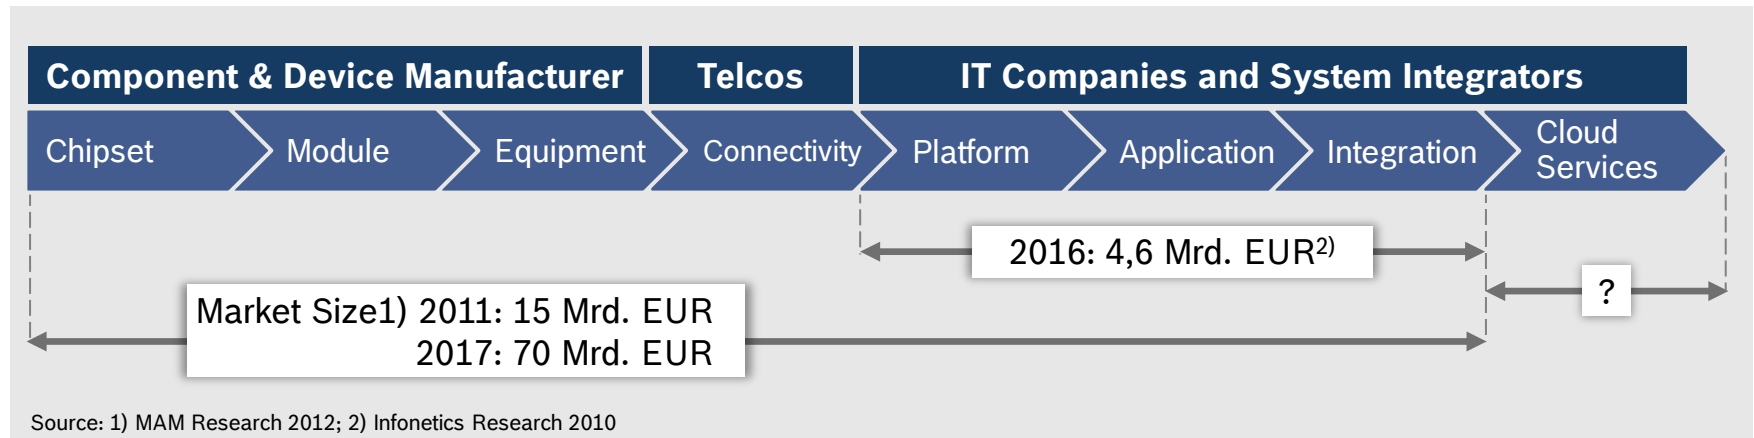 Component & Device Manufacturer
Telcos
IT Companies and System Integrators
Chipset
Module
Equipment
Connectivity
Platform
Application
Integration
Cloud
Services
2016: 4,6 Mrd. EUR2)
?
Market Size1) 2011: 15 Mrd. EUR
2017: 70 Mrd. EUR
Source: 1) MAM Research 2012; 2) Infonetics Research 2010